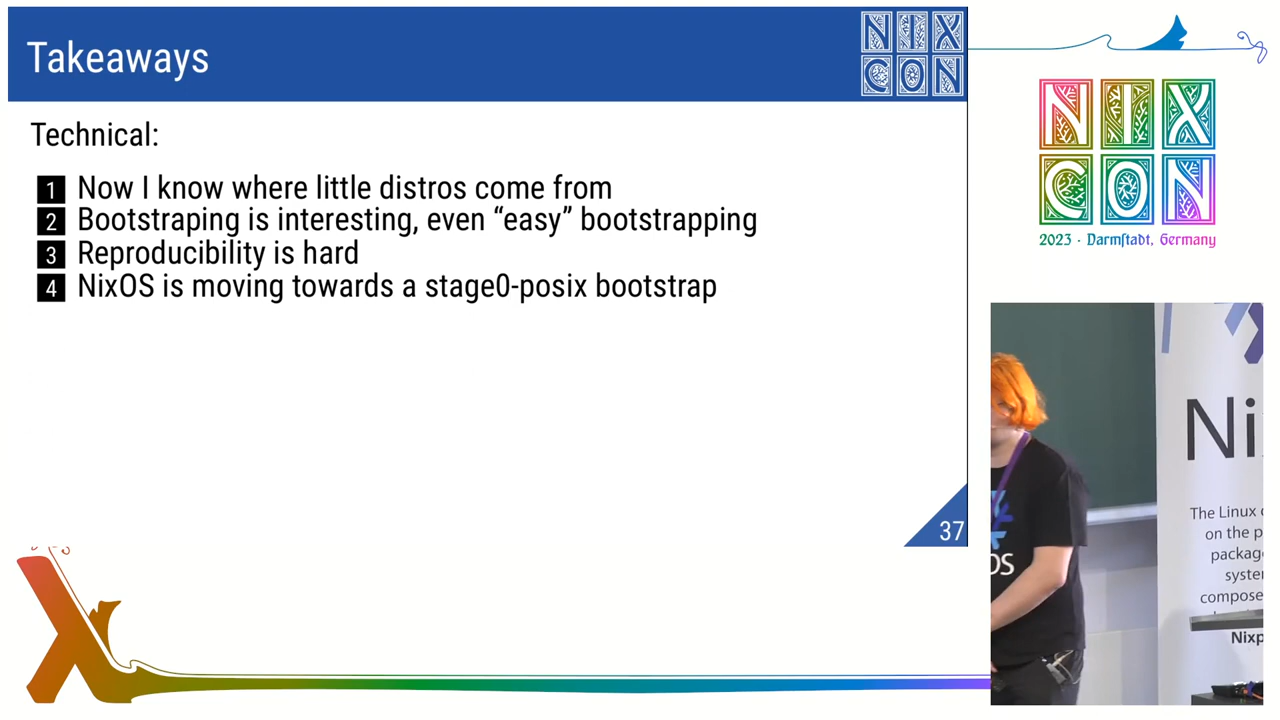 Takeaways
NIX
CON
Technical:
1 Now I know where little distros come from
2 Bootstraping is interesting, even “easy” bootstrapping
3 Reproducibility is hard
4 NixOS is moving towards a stage0-posix bootstrap
37
NIX
CON
2023 · Darmſtadt, Germany
OS
Ni
The Linux
on the p
packag
syste
compose
Nixp